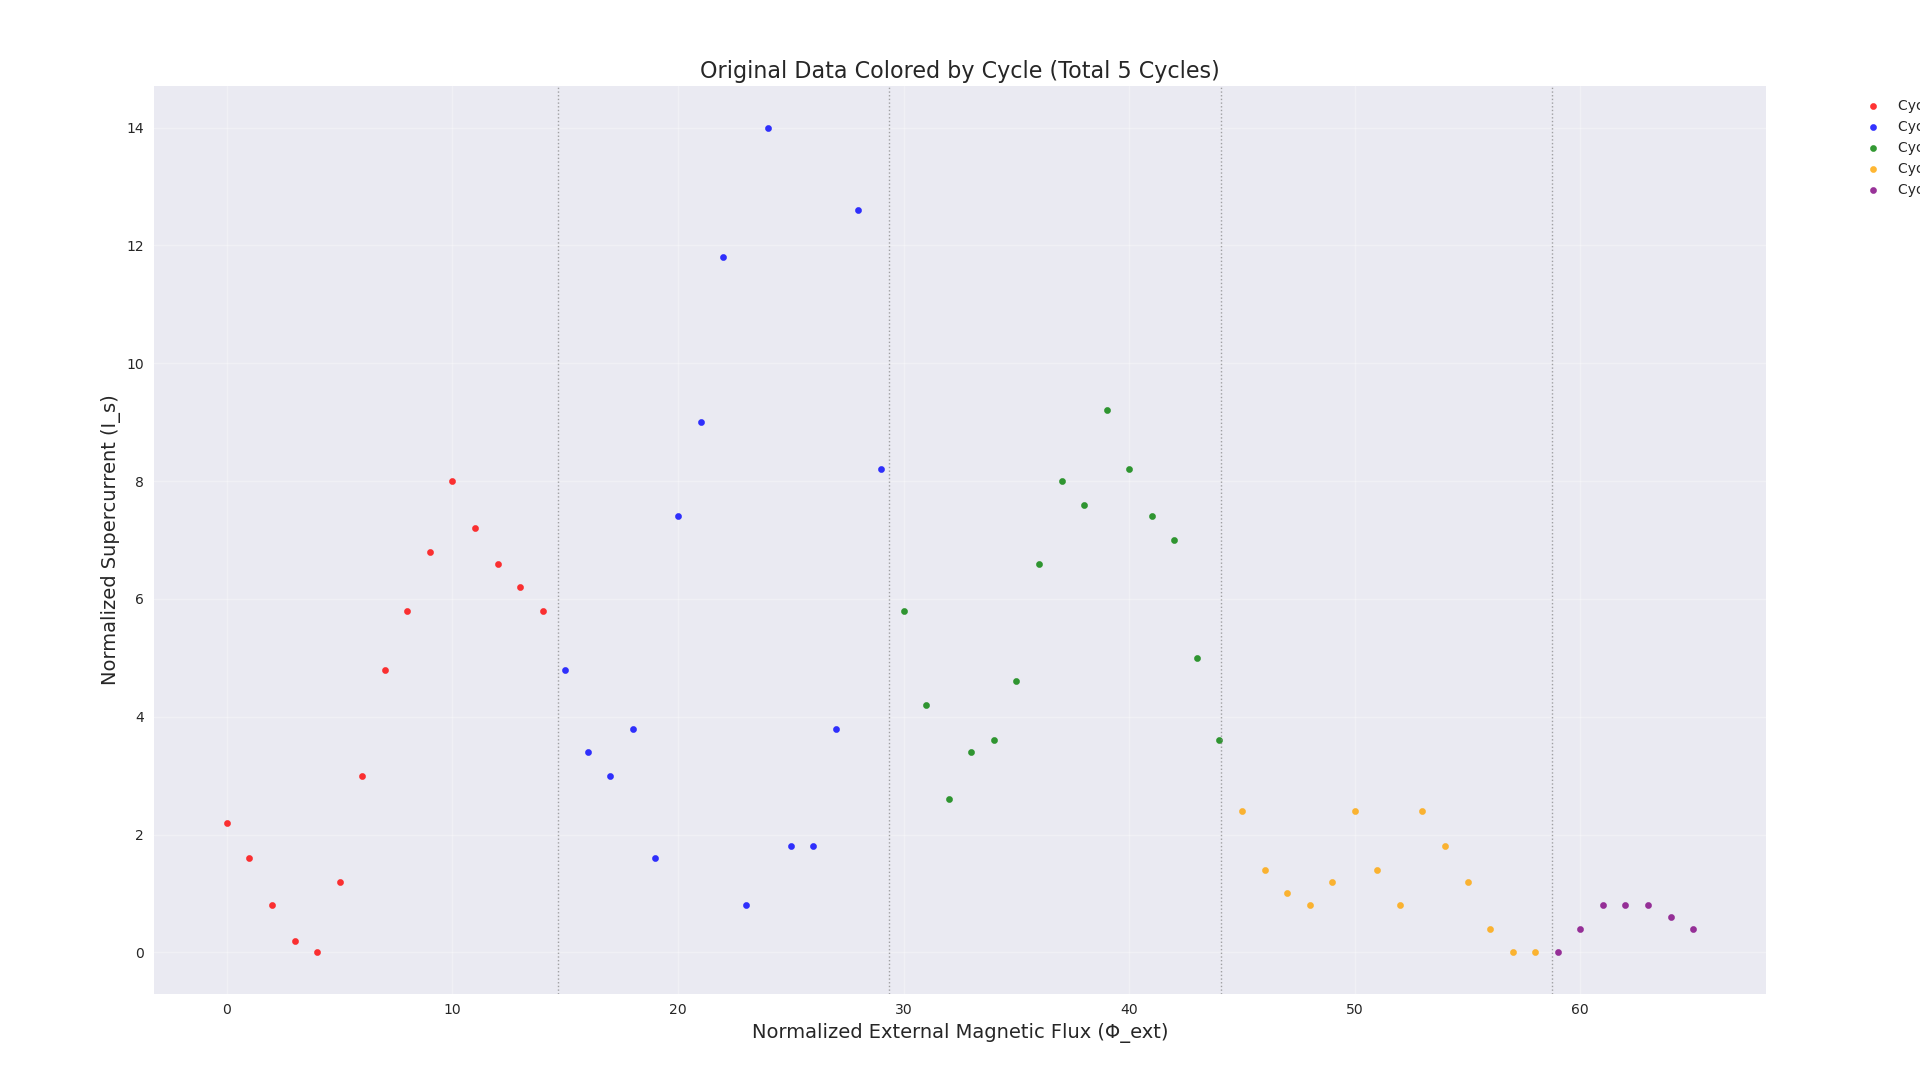 Original Data Colored by Cycle (Total 5 Cycles)
Cyc
Cyc
Cyc
Cyc
Cyc
Normalized Supercurrent (I_s)
14
12
10
8
6
4
2
0
0 10 20 30 40 50 60
Normalized External Magnetic Flux (Φ_ext)